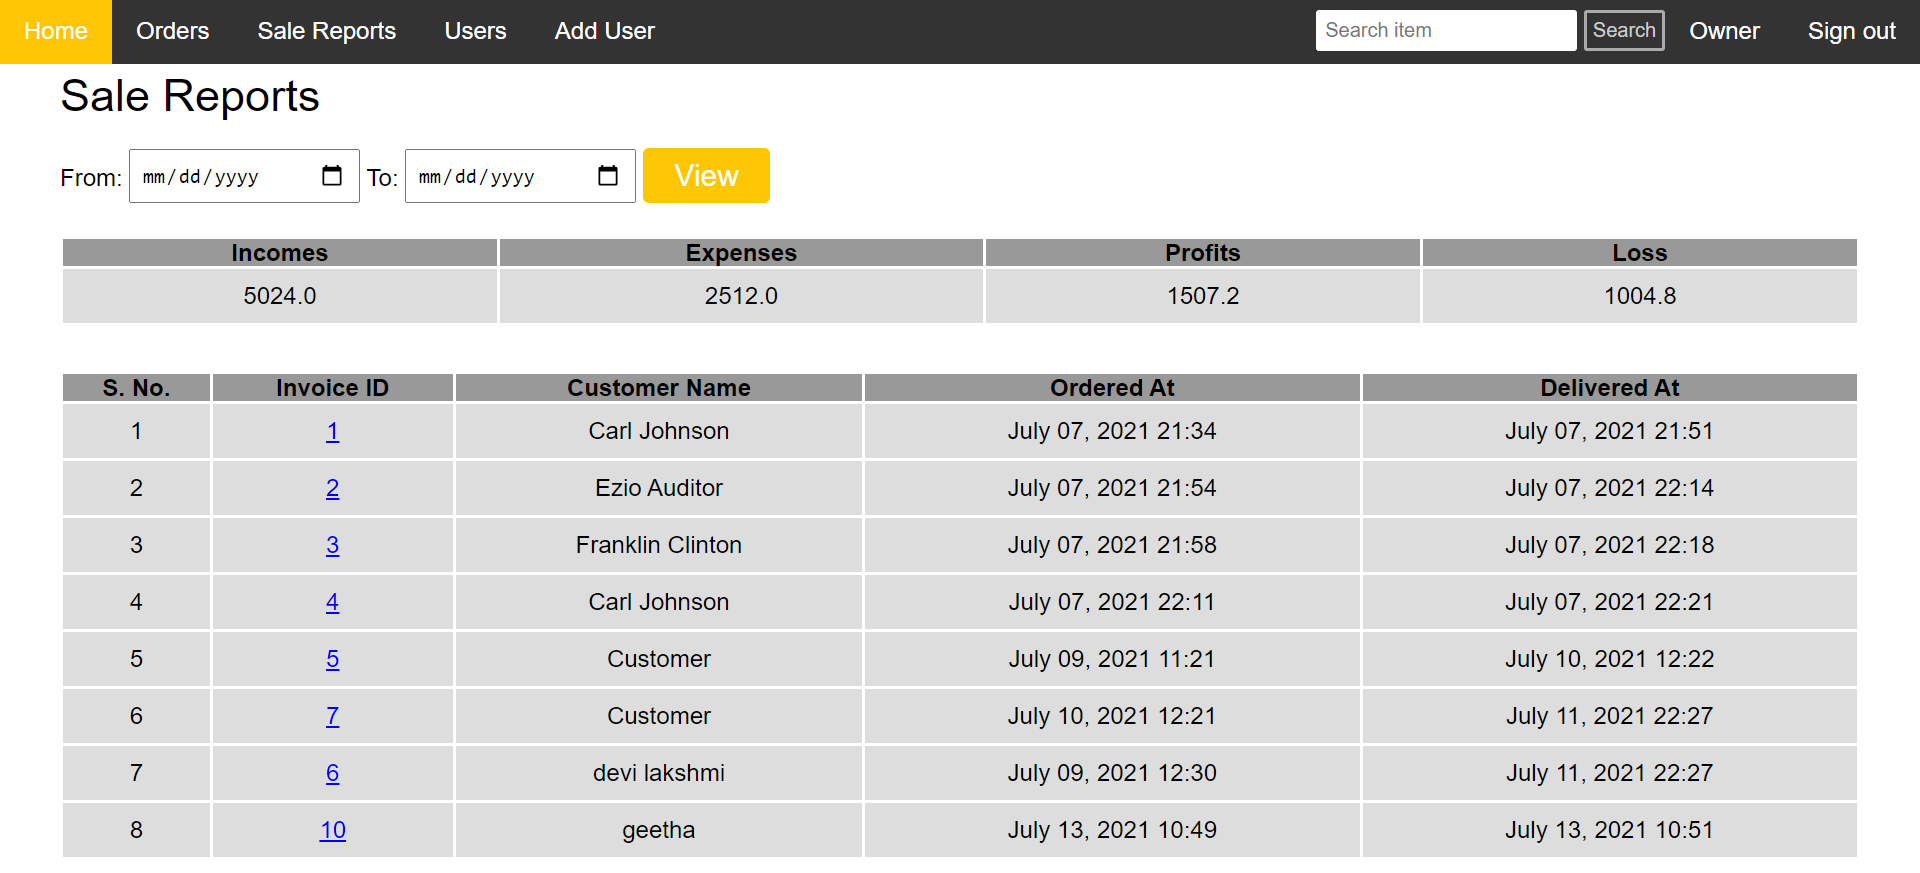 Home Orders Sale Reports Users Add User Search item Search Owner Sign out
Sale Reports
From: mm/dd/yyyy To: mm/dd/yyyy View
Incomes Expenses Profits Loss
5024.0 2512.0 1507.2 1004.8
S. No. Invoice ID Customer Name Ordered At Delivered At
1 1 Carl Johnson July 07, 2021 21:34 July 07, 2021 21:51
2 2 Ezio Auditor July 07, 2021 21:54 July 07, 2021 22:14
3 3 Franklin Clinton July 07, 2021 21:58 July 07, 2021 22:18
4 4 Carl Johnson July 07, 2021 22:11 July 07, 2021 22:21
5 5 Customer July 09, 2021 11:21 July 10, 2021 12:22
6 7 Customer July 10, 2021 12:21 July 11, 2021 22:27
7 6 devi lakshmi July 09, 2021 12:30 July 11, 2021 22:27
8 10 geetha July 13, 2021 10:49 July 13, 2021 10:51